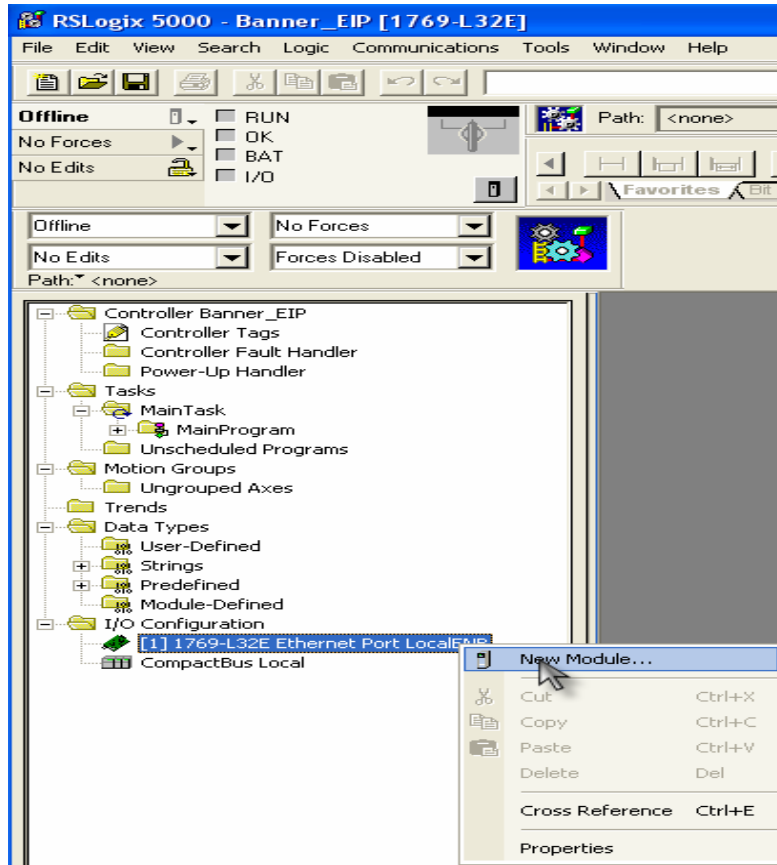 RSLogix 5000 - Banner_EIP [1769-L32E]
File Edit View Search Logic Communications Tools Window Help
Offline
RUN
Path: <none>
No Forces
OK
No Edits
BAT
I/O
Favorites Bit
Offline No Forces
No Edits Forces Disabled
Path: <none>
Controller Banner_EIP
Controller Tags
Controller Fault Handler
Power-Up Handler
Tasks
MainTask
MainProgram
Unscheduled Programs
Motion Groups
Ungrouped Axes
Trends
Data Types
User-Defined
Strings
Predefined
Module-Defined
I/O Configuration
[1] 1769-L32E Ethernet Port LocalENB
CompactBus Local
New Module...
Cut Ctrl+X
Copy Ctrl+C
Paste Ctrl+V
Delete Del
Cross Reference Ctrl+E
Properties